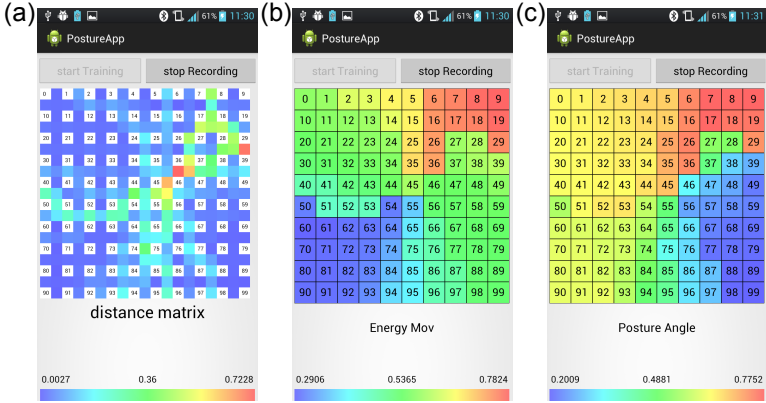 (a) (b) (c)
61% 11:30 61% 11:30 61% 11:31
PostureApp PostureApp PostureApp
start Training stop Recording start Training stop Recording start Training stop Recording
0 1 2 3 4 5 6 7 8 9 0 1 2 3 4 5 6 7 8 9 0 1 2 3 4 5 6 7 8 9
10 11 12 13 14 15 16 17 18 19 10 11 12 13 14 15 16 17 18 19 10 11 12 13 14 15 16 17 18 19
20 21 22 23 24 25 26 27 28 29 20 21 22 23 24 25 26 27 28 29 20 21 22 23 24 25 26 27 28 29
30 31 32 33 34 35 36 37 38 39 30 31 32 33 34 35 36 37 38 39 30 31 32 33 34 35 36 37 38 39
40 41 42 43 44 45 46 47 48 49 40 41 42 43 44 45 46 47 48 49 40 41 42 43 44 45 46 47 48 49
50 51 52 53 54 55 56 57 58 59 50 51 52 53 54 55 56 57 58 59 50 51 52 53 54 55 56 57 58 59
60 61 62 63 64 65 66 67 68 69 60 61 62 63 64 65 66 67 68 69 60 61 62 63 64 65 66 67 68 69
70 71 72 73 74 75 76 77 78 79 70 71 72 73 74 75 76 77 78 79 70 71 72 73 74 75 76 77 78 79
80 81 82 83 84 85 86 87 88 89 80 81 82 83 84 85 86 87 88 89 80 81 82 83 84 85 86 87 88 89
90 91 92 93 94 95 96 97 98 99 90 91 92 93 94 95 96 97 98 99 90 91 92 93 94 95 96 97 98 99
distance matrix Energy Mov Posture Angle
0.0027 0.36 0.7228 0.2906 0.5365 0.7824 0.2009 0.4881 0.7752